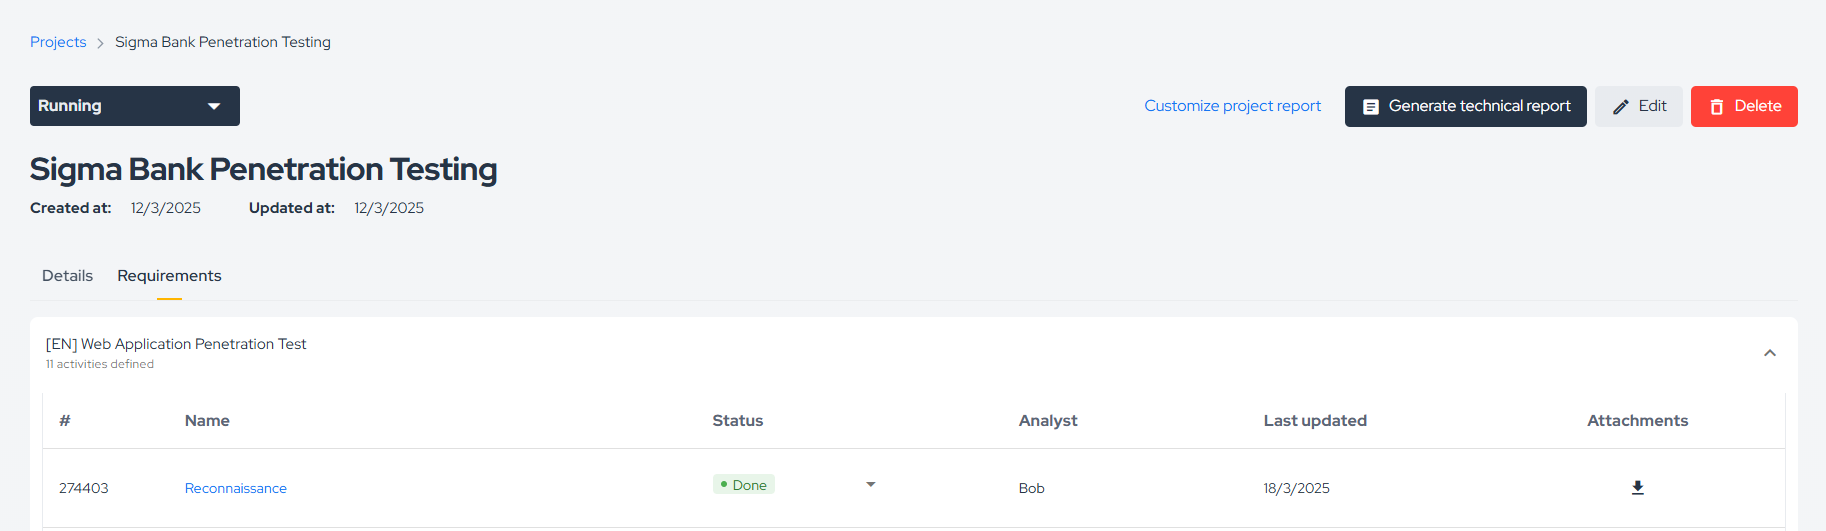 Projects > Sigma Bank Penetration Testing
Running
Customize project report
Generate technical report
Edit
Delete
Sigma Bank Penetration Testing
Created at: 12/3/2025 Updated at: 12/3/2025
Details Requirements
[EN] Web Application Penetration Test
11 activities defined
# Name Status Analyst Last updated Attachments
274403 Reconnaissance Done Bob 18/3/2025